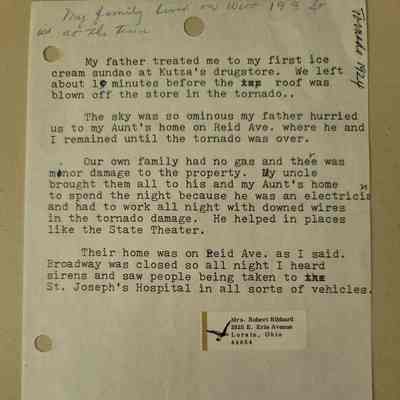 My family lived on West 19th St
at the time
Tornado 1924
My father treated me to my first ice
cream sundae at Kutza's drugstore. We left
about 10 minutes before the roof was
blown off the store in the tornado..
The sky was so ominous my father hurried
us to my Aunt's home on Reid Ave. where he and
I remained until the tornado was over.
Our own family had no gas and there was
minor damage to the property. My uncle
brought them all to his and my Aunt's home
to spend the night because he was an electrician
and had to work all night with downed wires
in the tornado damage. He helped in places
like the State Theater.
Their home was on Reid Ave. as I said.
Broadway was closed so all night I heard
sirens and saw people being taken to
St. Joseph's Hospital in all sorts of vehicles.
Mrs. Robert Hibbard
E. Erie Avenue
Lorain, Ohio